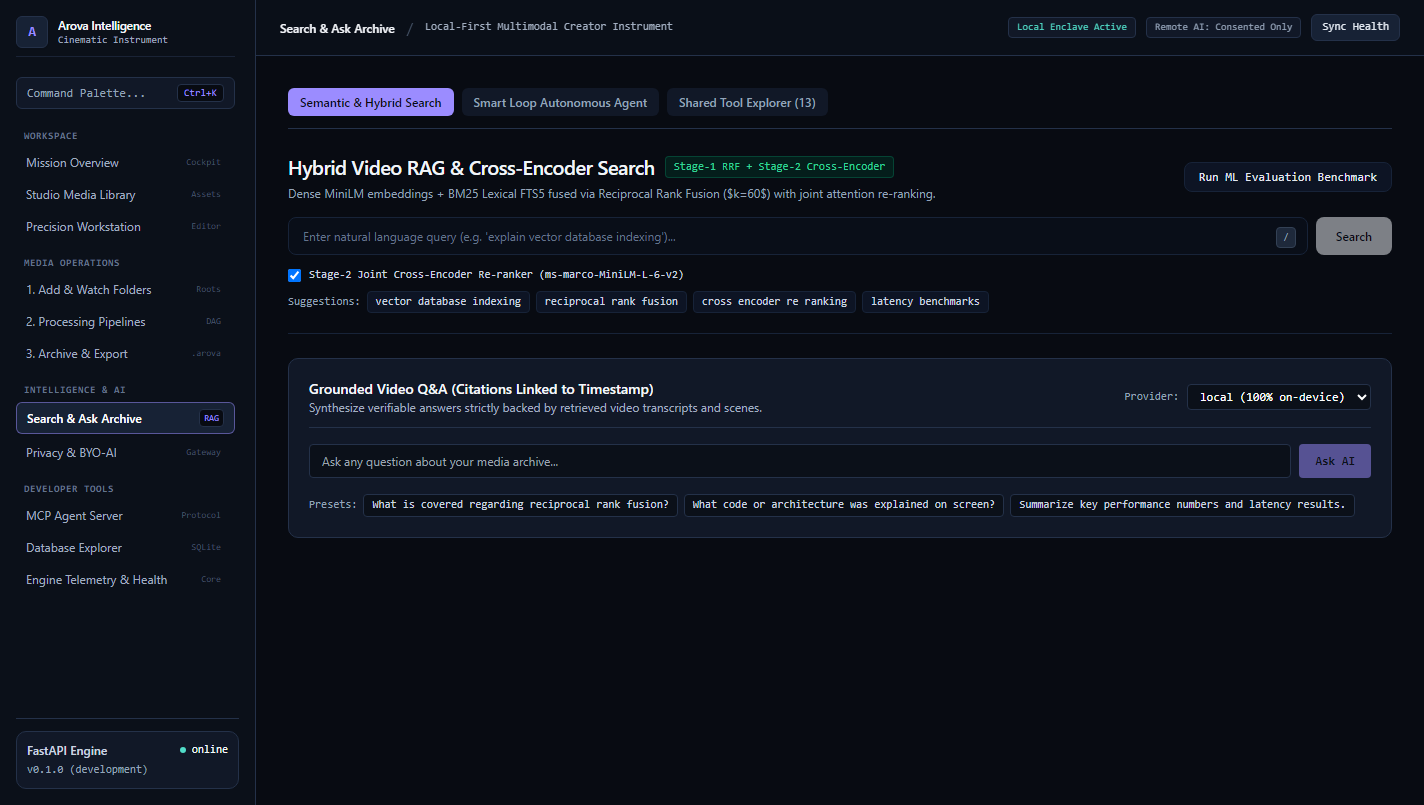 A
Arova Intelligence
Cinematic Instrument
Command Palette... Ctrl+K
WORKSPACE
Mission Overview Cockpit
Studio Media Library Assets
Precision Workstation Editor
MEDIA OPERATIONS
1. Add & Watch Folders Roots
2. Processing Pipelines DAG
3. Archive & Export .arova
INTELLIGENCE & AI
Search & Ask Archive RAG
Privacy & BYO-AI Gateway
DEVELOPER TOOLS
MCP Agent Server Protocol
Database Explorer SQLite
Engine Telemetry & Health Core
FastAPI Engine online
v0.1.0 (development)
Search & Ask Archive / Local-First Multimodal Creator Instrument
Local Enclave Active Remote AI: Consented Only Sync Health
Semantic & Hybrid Search Smart Loop Autonomous Agent Shared Tool Explorer (13)
Hybrid Video RAG & Cross-Encoder Search Stage-1 RRF + Stage-2 Cross-Encoder
Dense MiniLM embeddings + BM25 Lexical FTS5 fused via Reciprocal Rank Fusion ($k=60$) with joint attention re-ranking.
Run ML Evaluation Benchmark
Enter natural language query (e.g. 'explain vector database indexing')... / Search
Stage-2 Joint Cross-Encoder Re-ranker (ms-marco-MiniLM-L-6-v2)
Suggestions: vector database indexing reciprocal rank fusion cross encoder re ranking latency benchmarks
Grounded Video Q&A (Citations Linked to Timestamp)
Synthesize verifiable answers strictly backed by retrieved video transcripts and scenes.
Provider: local (100% on-device)
Ask any question about your media archive... Ask AI
Presets: What is covered regarding reciprocal rank fusion? What code or architecture was explained on screen? Summarize key performance numbers and latency results.